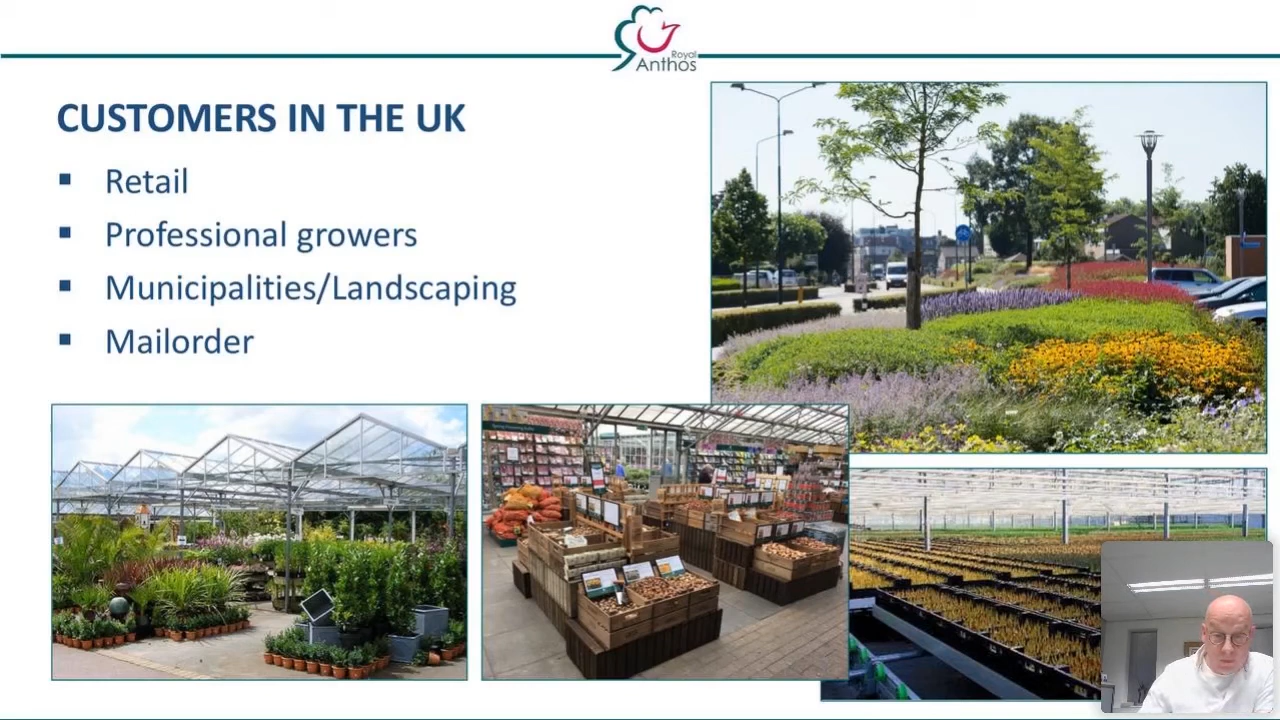 Royal
Anthos
CUSTOMERS IN THE UK
▪ Retail
▪ Professional growers
▪ Municipalities/Landscaping
▪ Mailorder